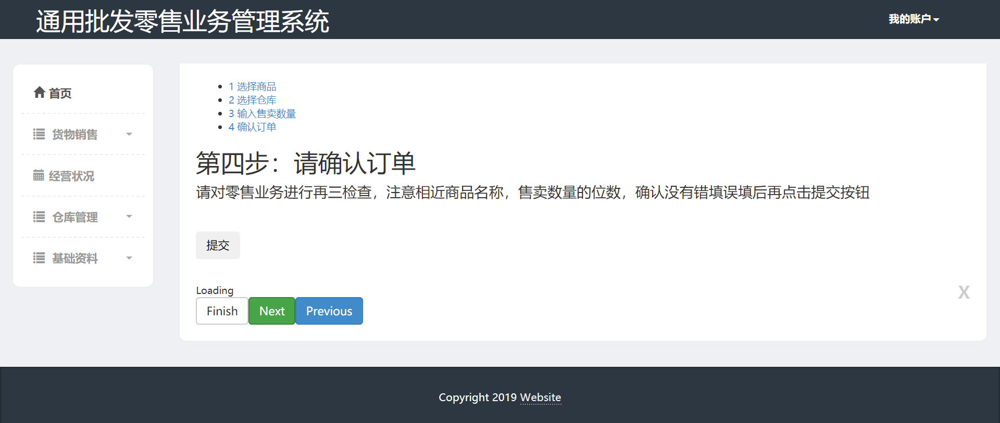 通用批发零售业务管理系统
我的账户
首页
货物销售
经营状况
仓库管理
基础资料
1 选择商品
2 选择仓库
3 输入售卖数量
4 确认订单
第四步：请确认订单
请对零售业务进行再三检查，注意相近商品名称，售卖数量的位数，确认没有错填误填后再点击提交按钮
提交
Loading
X
Finish Next Previous
Copyright 2019 Website